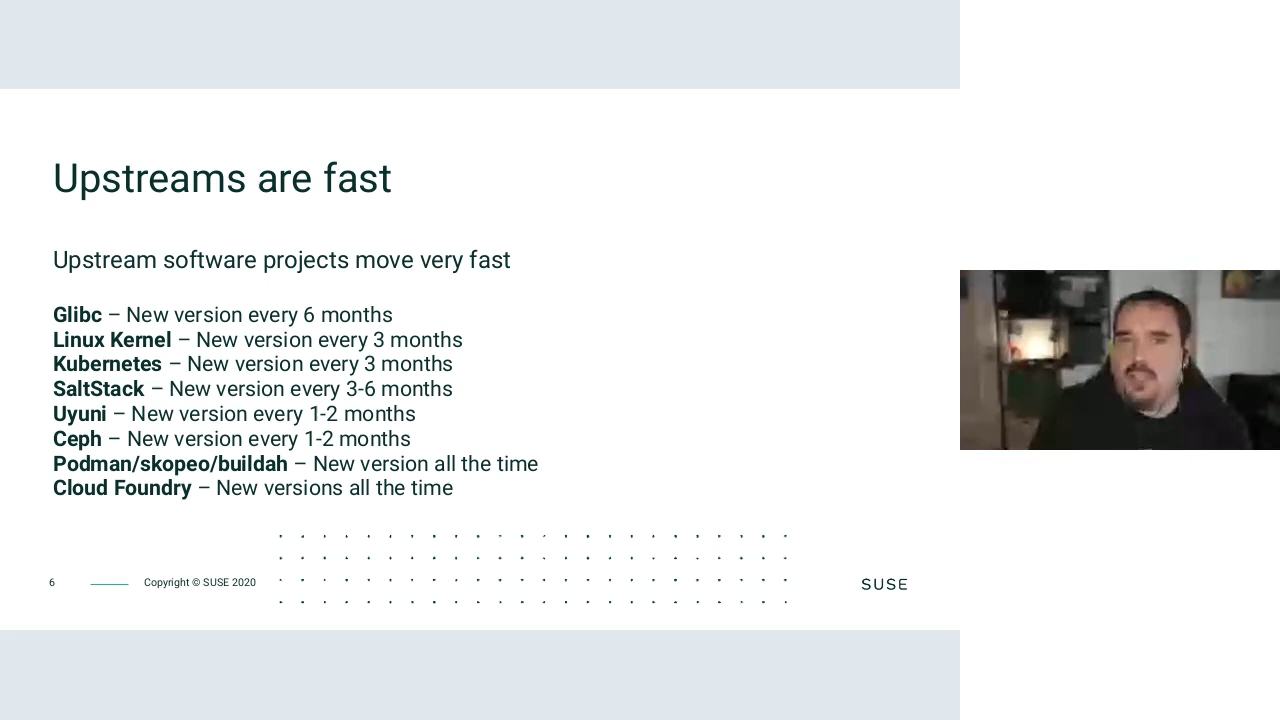 Upstreams are fast
Upstream software projects move very fast
Glibc – New version every 6 months
Linux Kernel – New version every 3 months
Kubernetes – New version every 3 months
SaltStack – New version every 3-6 months
Uyuni – New version every 1-2 months
Ceph – New version every 1-2 months
Podman/skopeo/buildah – New version all the time
Cloud Foundry – New versions all the time
6
Copyright © SUSE 2020
SUSE